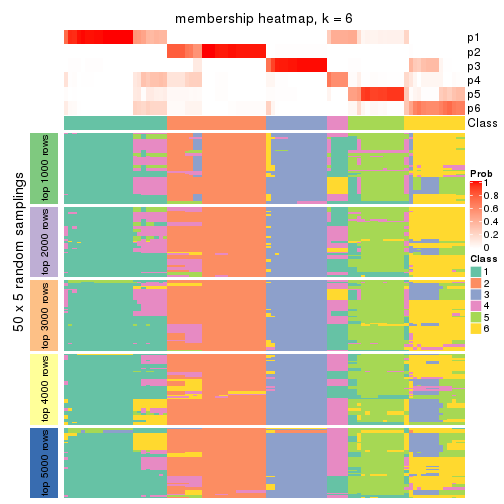 membership heatmap, k = 6
p1
p2
p3
p4
p5
p6
Class
50 x 5 random samplings
top 1000 rows
top 2000 rows
top 3000 rows
top 4000 rows
top 5000 rows
Prob
1
0.8
0.6
0.4
0.2
0
Class
1
2
3
4
5
6